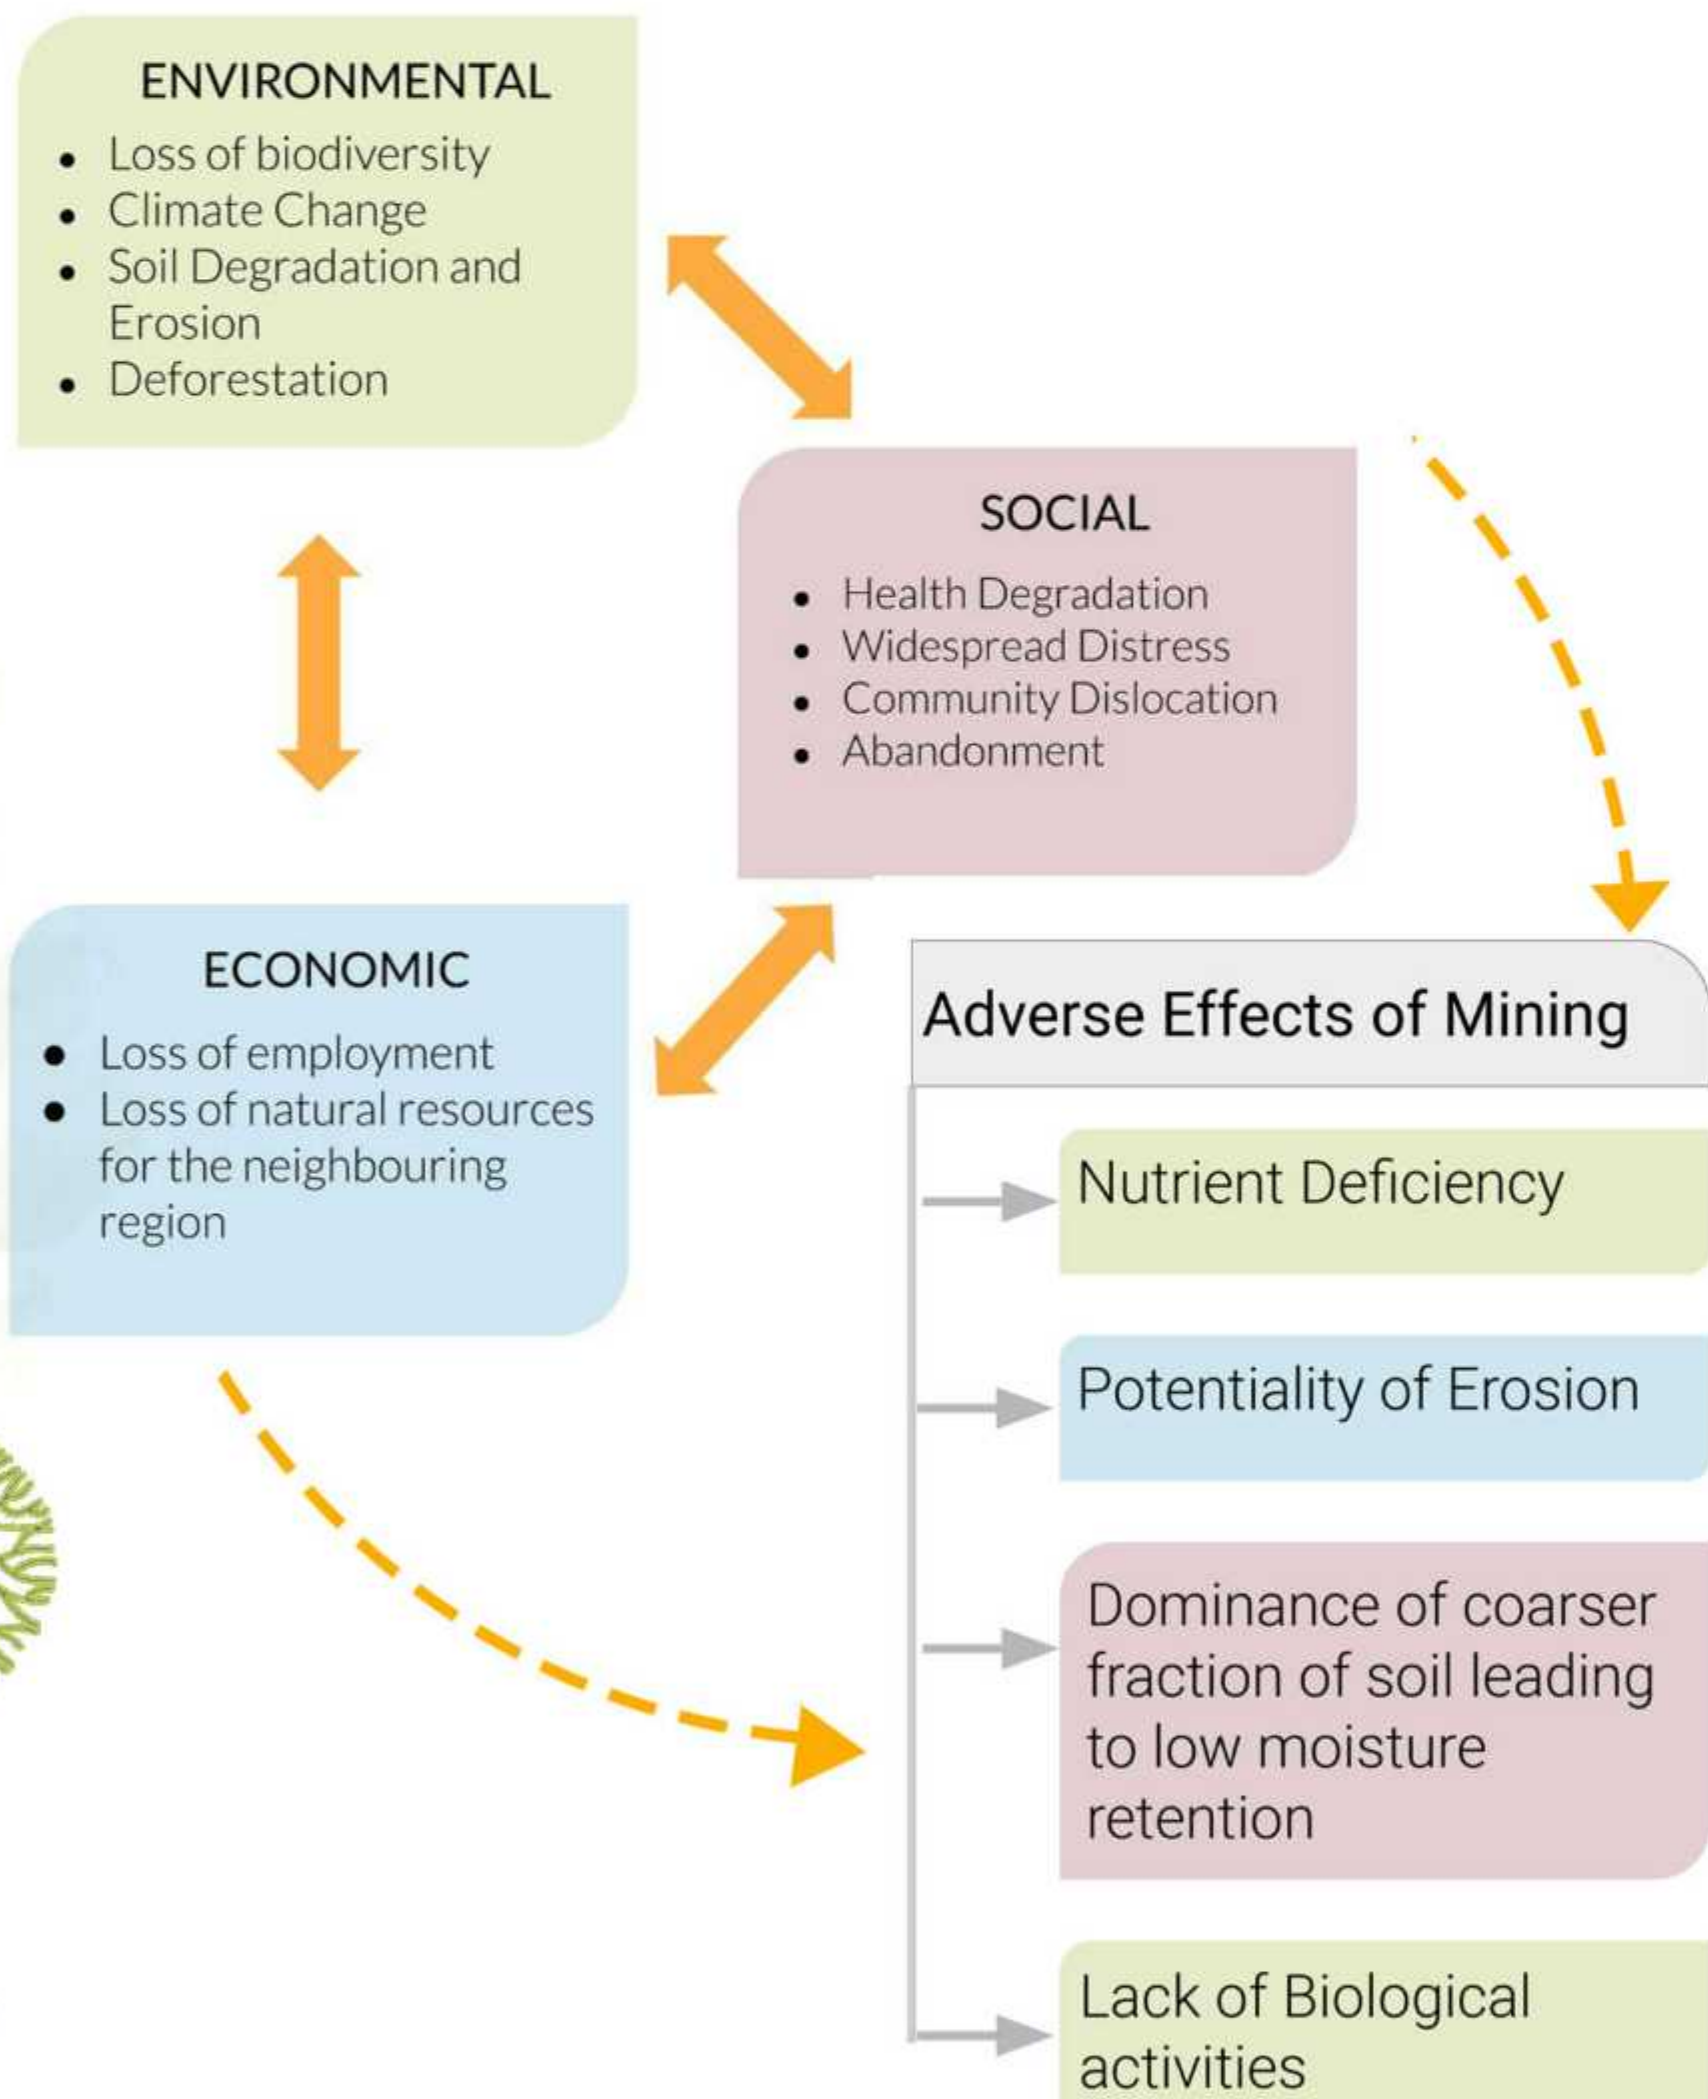 ENVIRONMENTAL
• Loss of biodiversity
• Climate Change
• Soil Degradation and
Erosion
• Deforestation
SOCIAL
• Health Degradation
• Widespread Distress
• Community Dislocation
• Abandonment
ECONOMIC
• Loss of employment
• Loss of natural resources
for the neighbouring
region
Adverse Effects of Mining
Nutrient Deficiency
Potentiality of Erosion
Dominance of coarser
fraction of soil leading
to low moisture
retention
Lack of Biological
activities